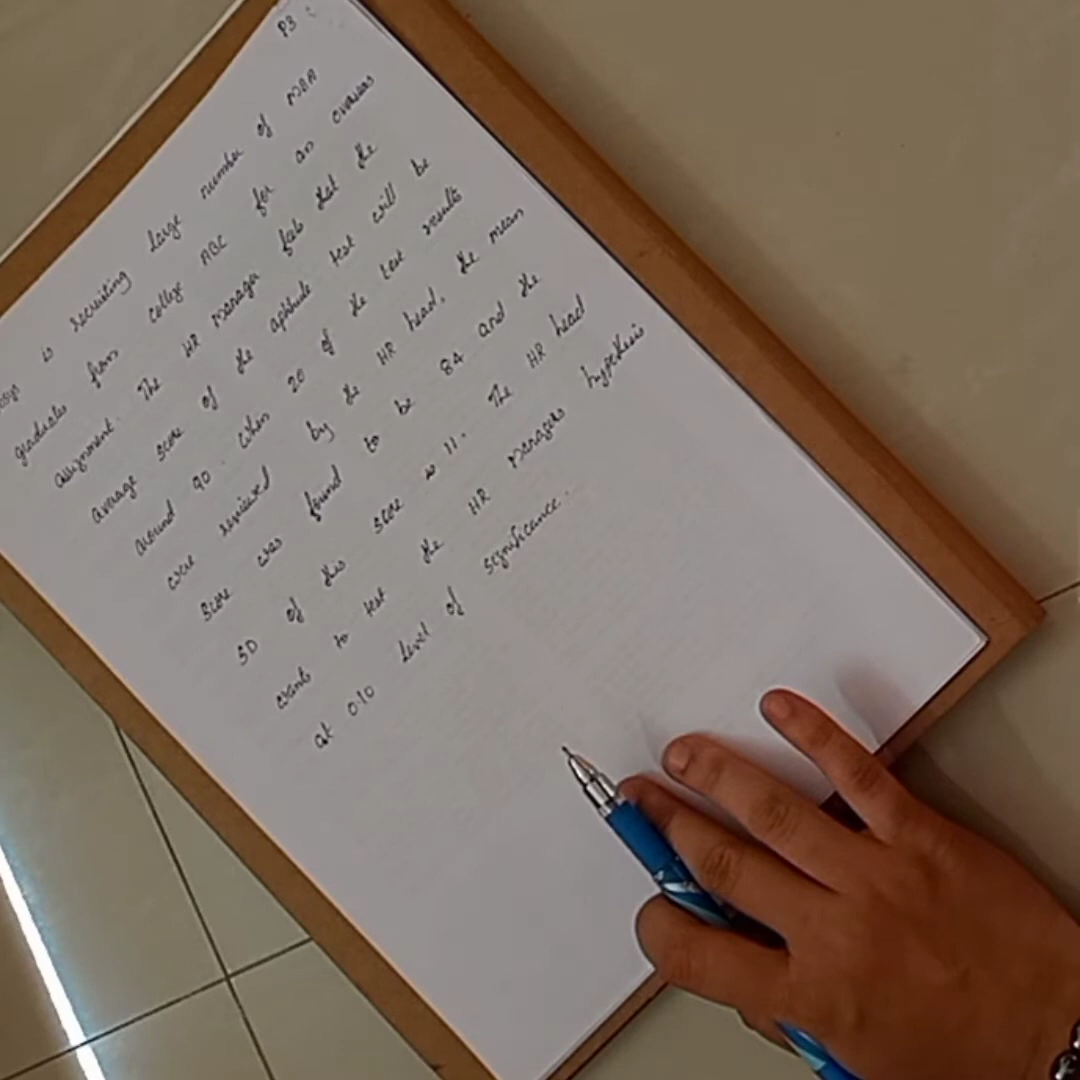 P3 :
is recruiting large number of MBA
graduates from college ABC for an overseas
assignment. The HR manager feels that the
average score of the aptitude test will be
around 90. when 20 of the test results
were reviewed by the HR head, the mean
score was found to be 84 and the
SD of this score is 11. The HR head
wants to test the HR managers hypothesis
at 0.10 level of significance.